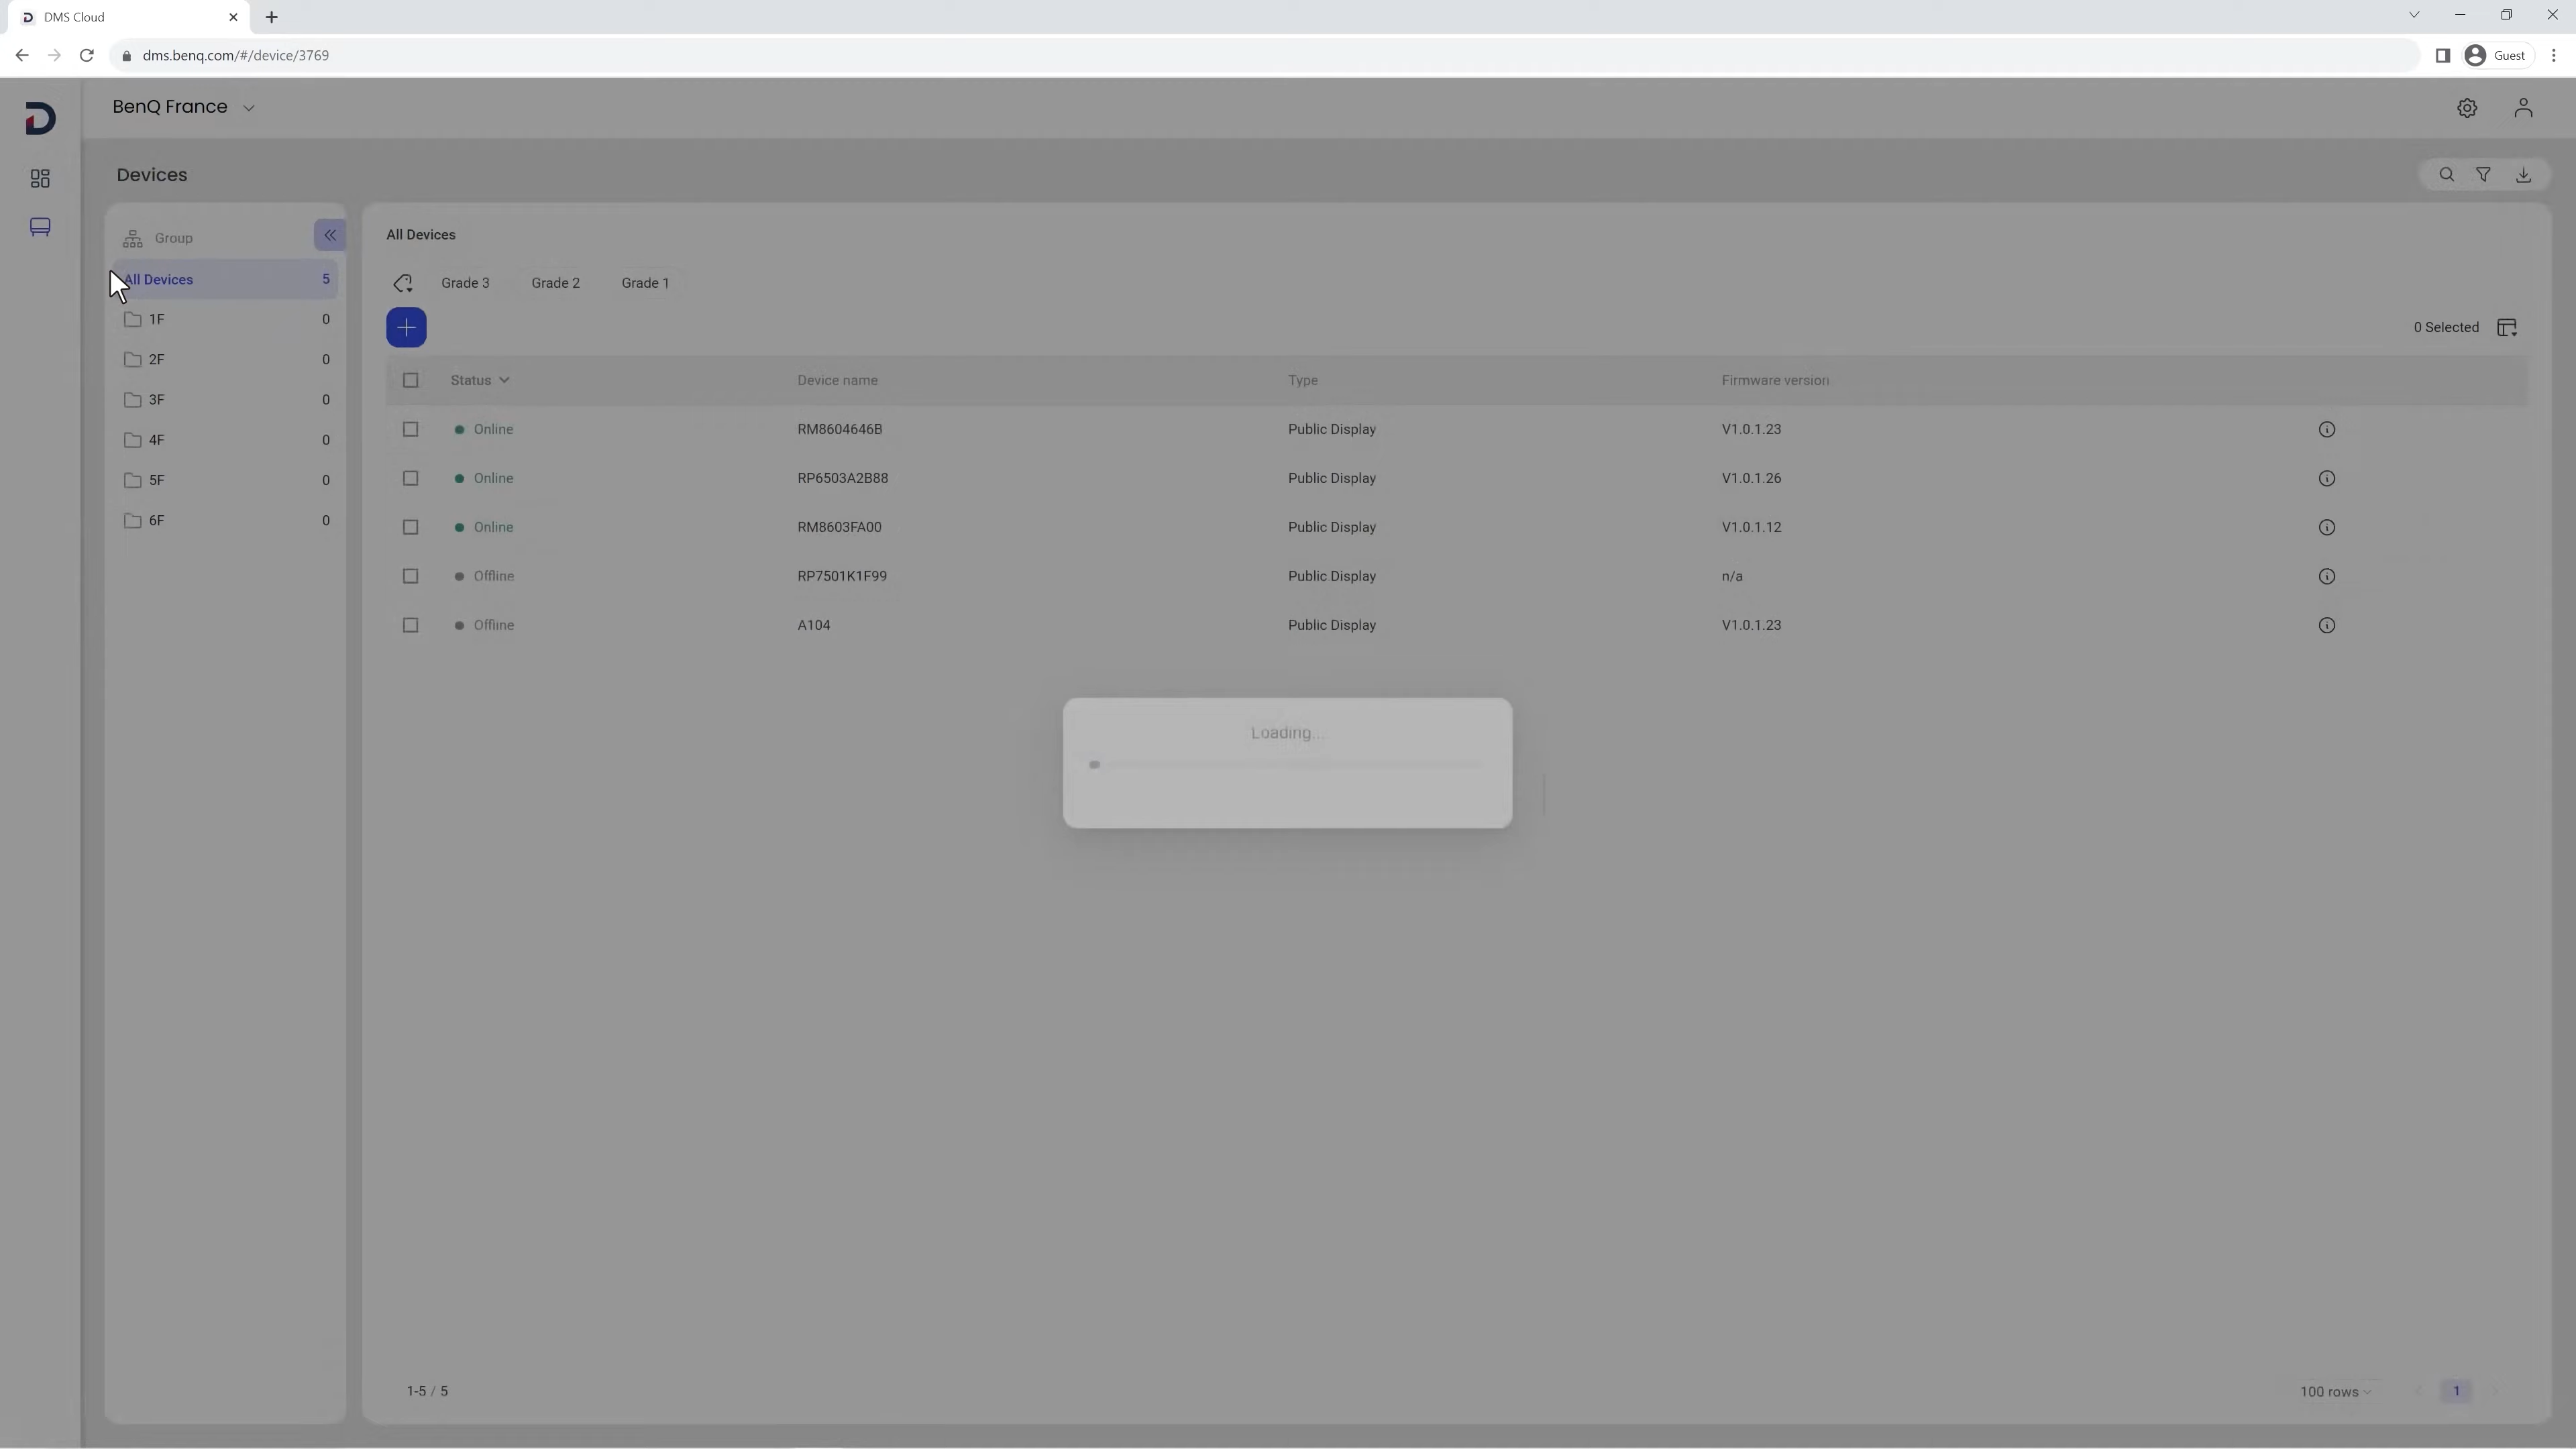 DMS Cloud
dms.benq.com/#/device/3769
Guest
BenQ France
Devices
Group
All Devices 5
1F 0
2F 0
3F 0
4F 0
5F 0
6F 0
All Devices
Grade 3 Grade 2 Grade 1
0 Selected
Status Device name Type Firmware version
Online RM8604646B Public Display V1.0.1.23
Online RP6503A2B88 Public Display V1.0.1.26
Online RM8603FA00 Public Display V1.0.1.12
Offline RP7501K1F99 Public Display n/a
Offline A104 Public Display V1.0.1.23
Loading...
1-5 / 5
100 rows
1